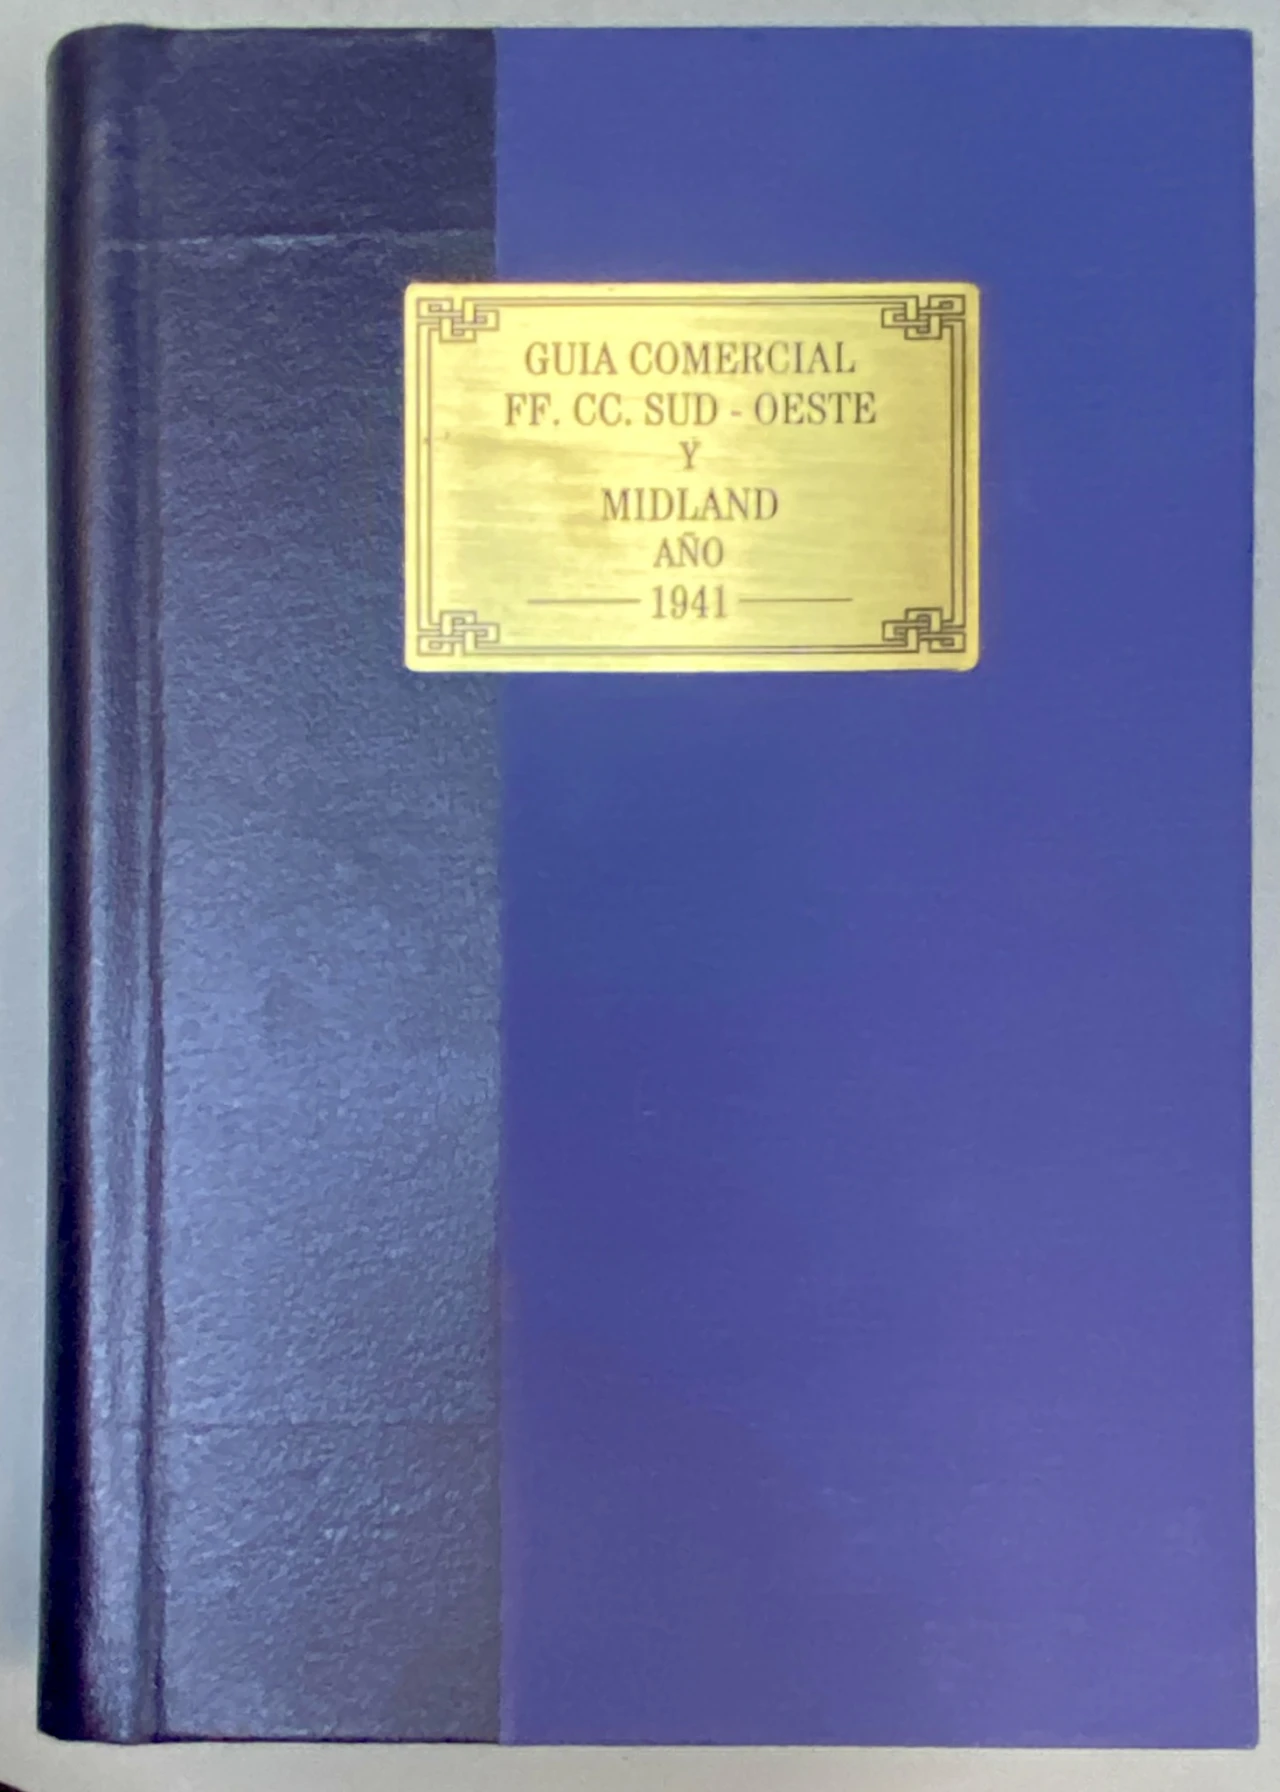 GUIA COMERCIAL
FF. CC. SUD - OESTE
Y
MIDLAND
AÑO
1941